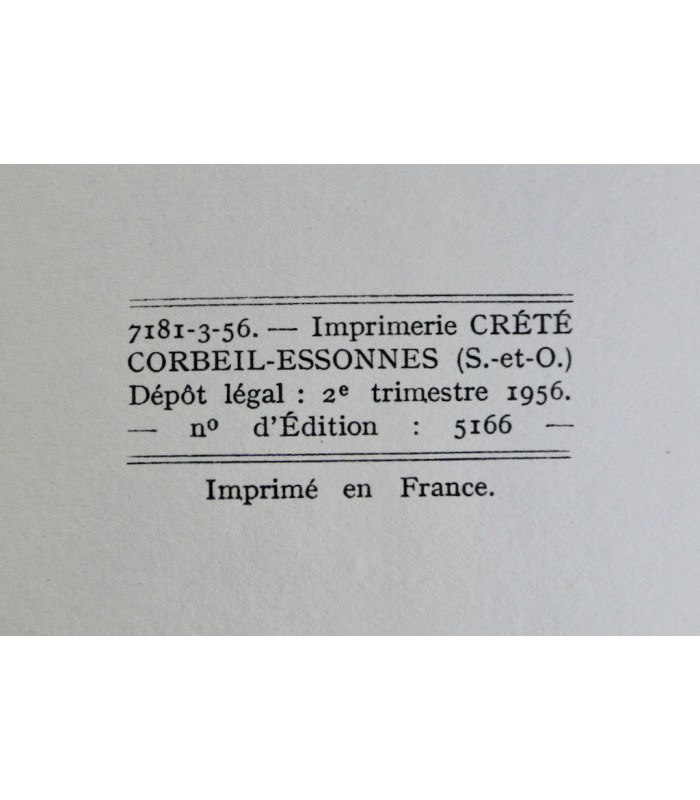 7181-3-56. — Imprimerie CRÉTÉ
CORBEIL-ESSONNES (S.-et-O.)
Dépôt légal : 2e trimestre 1956.
— nº d'Édition : 5166 —
Imprimé en France.